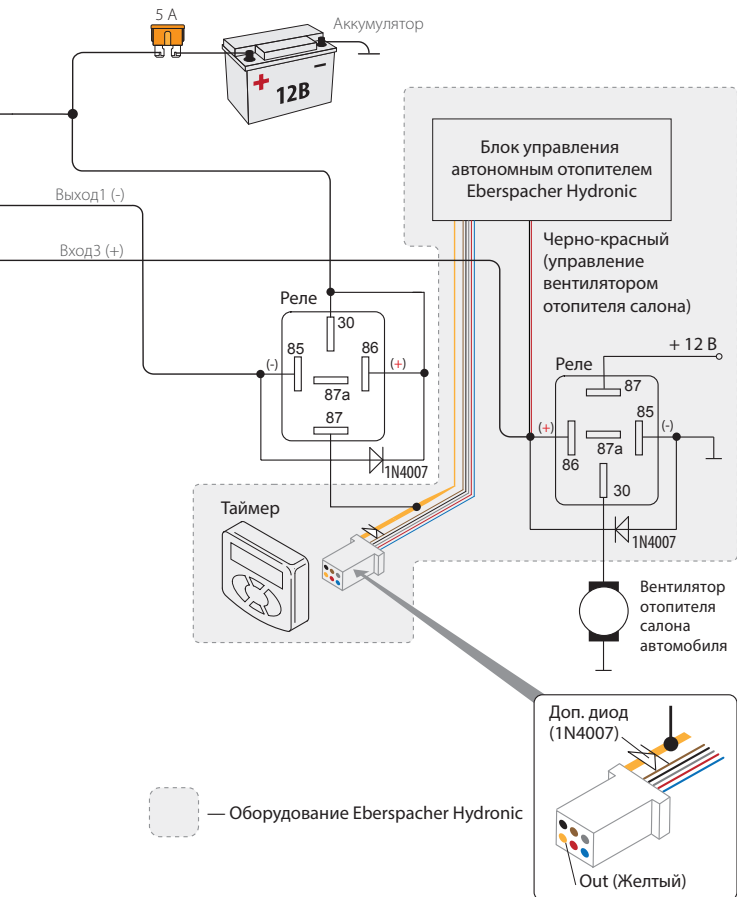 5 А
Аккумулятор
12В
Блок управления
автономным отопителем
Eberspacher Hydronic
Выход1 (-)
Вход3 (+)
Черно-красный
(управление
вентилятором
отопителя салона)
Реле
30
85
86
(-)
(+)
87а
87
1N4007
+ 12 В
Реле
87
85
(+)
(-)
87а
86
30
1N4007
Таймер
Вентилятор
отопителя
салона
автомобиля
Доп. диод
(1N4007)
Out (Желтый)
— Оборудование Eberspacher Hydronic